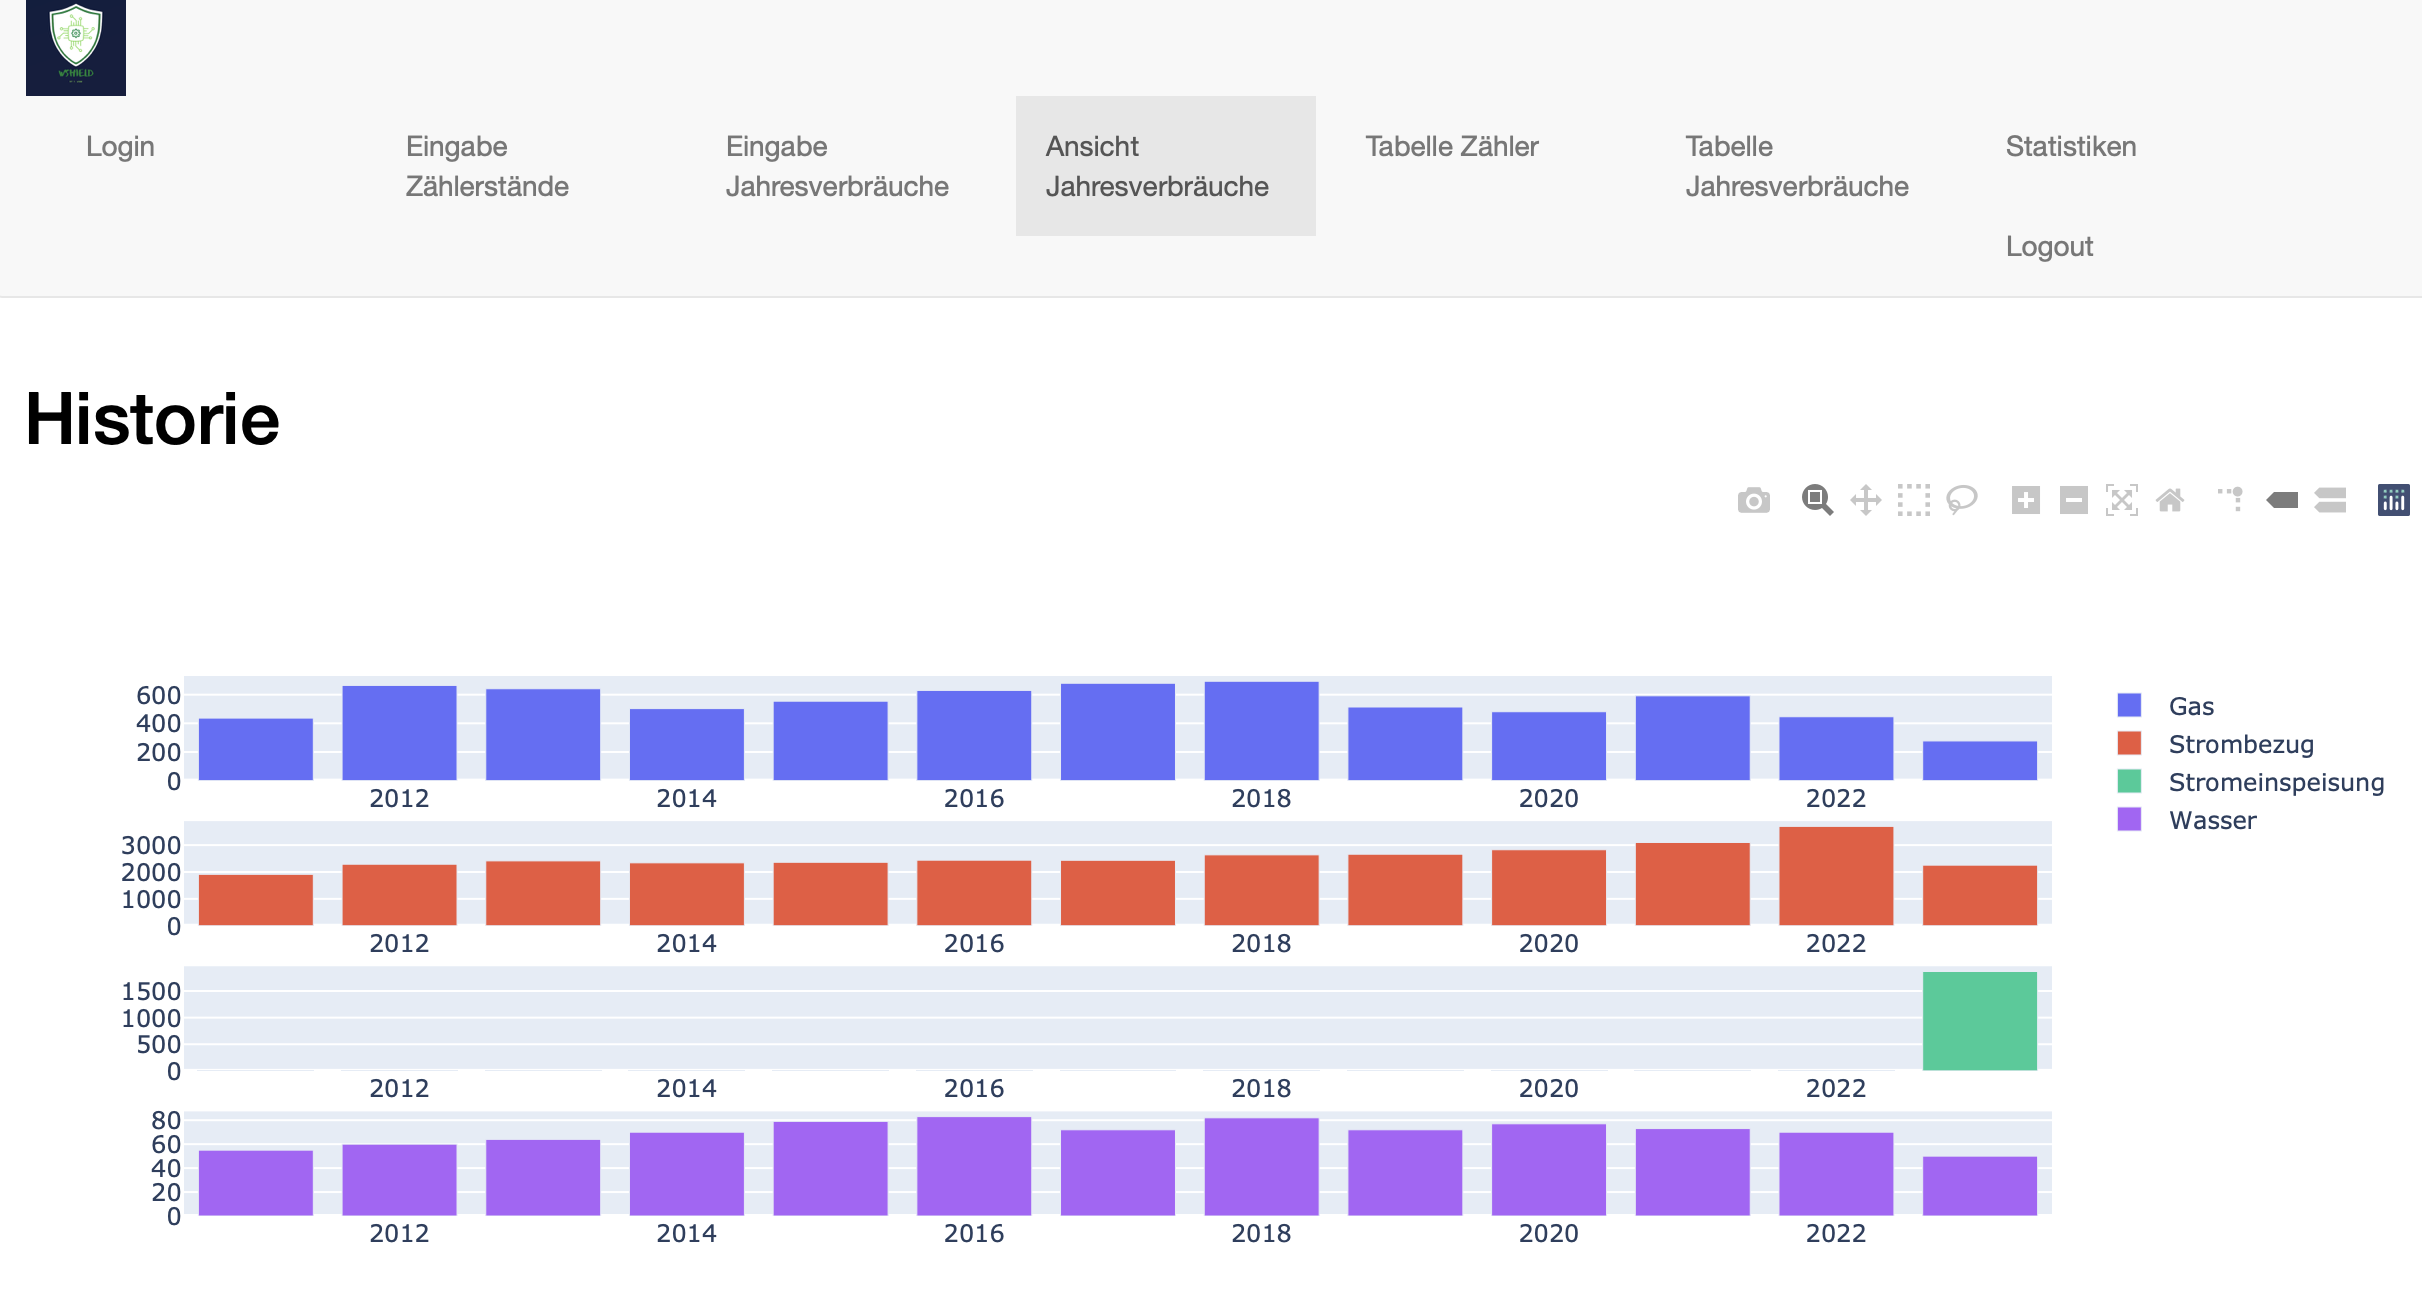 WSHIELD
Login
Eingabe
Zählerstände
Eingabe
Jahresverbräuche
Ansicht
Jahresverbräuche
Tabelle Zähler
Tabelle
Jahresverbräuche
Statistiken
Logout
Historie
600
400
200
0
2012 2014 2016 2018 2020 2022
3000
2000
1000
0
2012 2014 2016 2018 2020 2022
1500
1000
500
0
2012 2014 2016 2018 2020 2022
80
60
40
20
0
2012 2014 2016 2018 2020 2022
Gas
Strombezug
Stromeinspeisung
Wasser